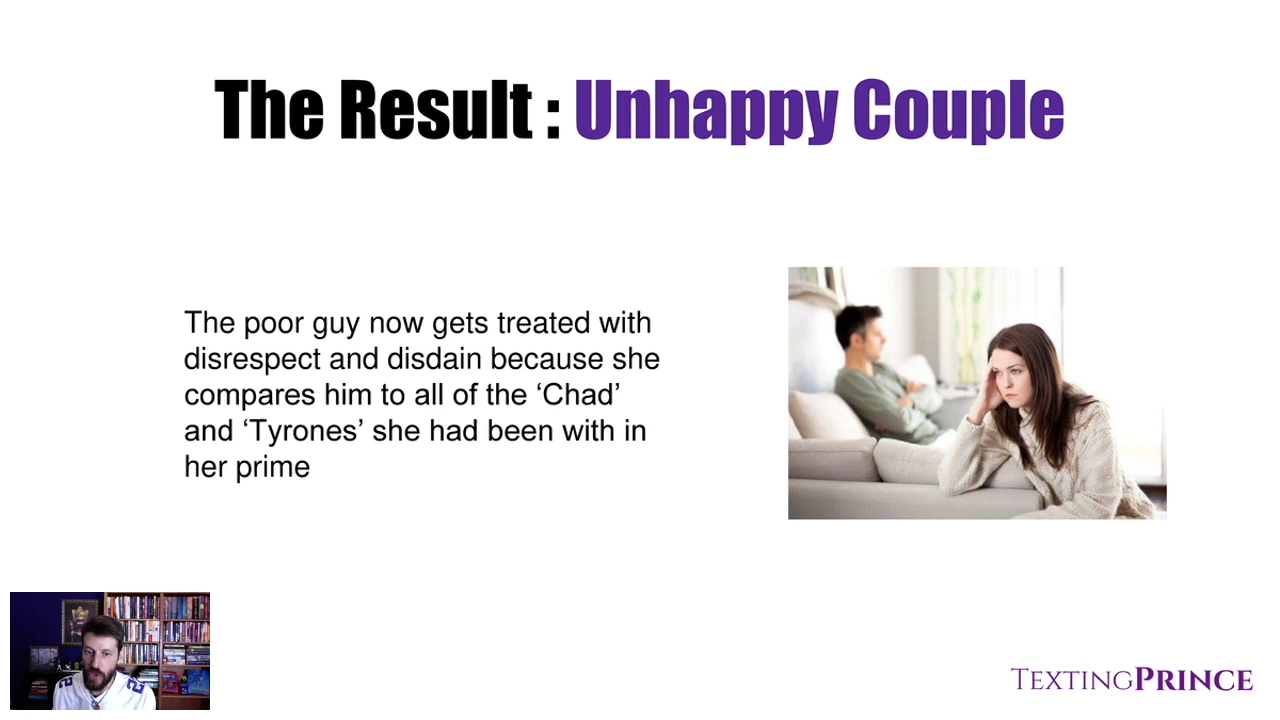 The Result : Unhappy Couple
The poor guy now gets treated with
disrespect and disdain because she
compares him to all of the ‘Chad’
and ‘Tyrones’ she had been with in
her prime
TEXTINGPRINCE